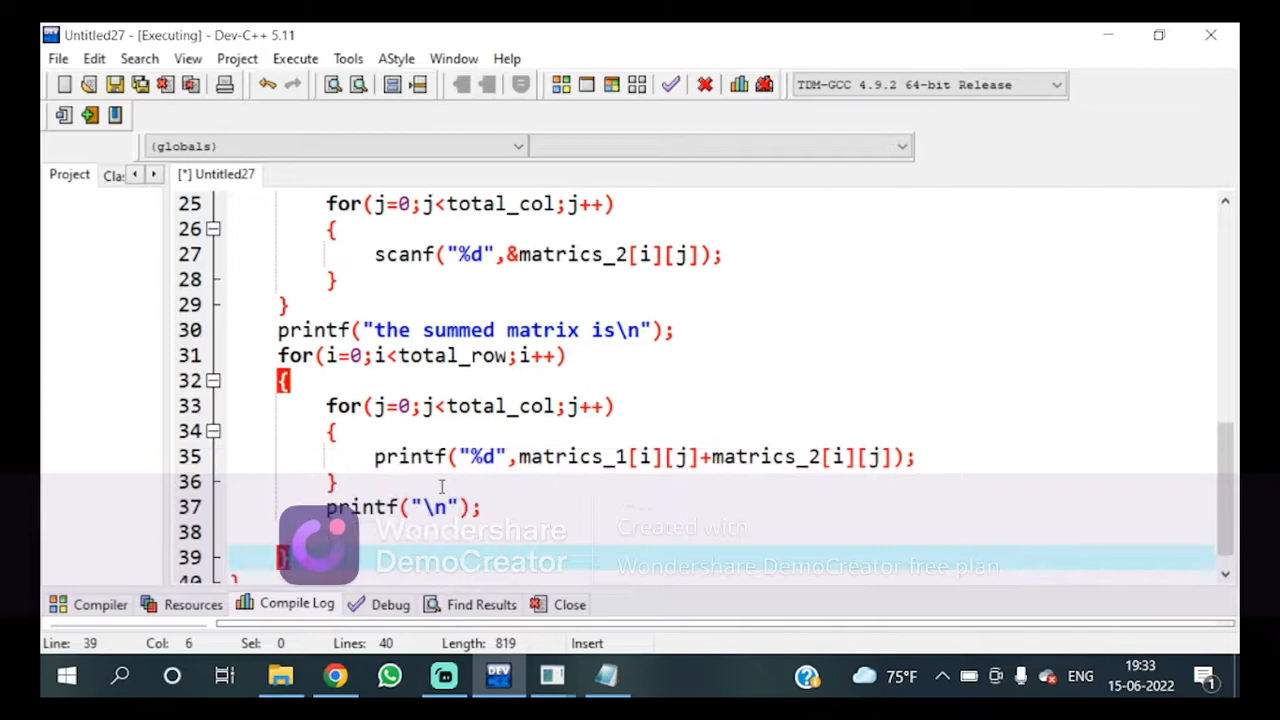 Untitled27 - [Executing] - Dev-C++ 5.11
File Edit Search View Project Execute Tools AStyle Window Help
TDM-GCC 4.9.2 64-bit Release
(globals)
Project Cla [*] Untitled27
25 for(j=0;j<total_col;j++)
26 {
27 scanf("%d",&matrics_2[i][j]);
28 }
29 }
30 printf("the summed matrix is\n");
31 for(i=0;i<total_row;i++)
32 {
33 for(j=0;j<total_col;j++)
34 {
35 printf("%d",matrics_1[i][j]+matrics_2[i][j]);
36 }
37 printf("\n");
38
39 }
40 }
Wondershare
DemoCreator
Created with
Wondershare DemoCreator free plan
Compiler Resources Compile Log Debug Find Results Close
Line: 39 Col: 6 Sel: 0 Lines: 40 Length: 819 Insert
DEV 75°F ENG 19:33
15-06-2022 1